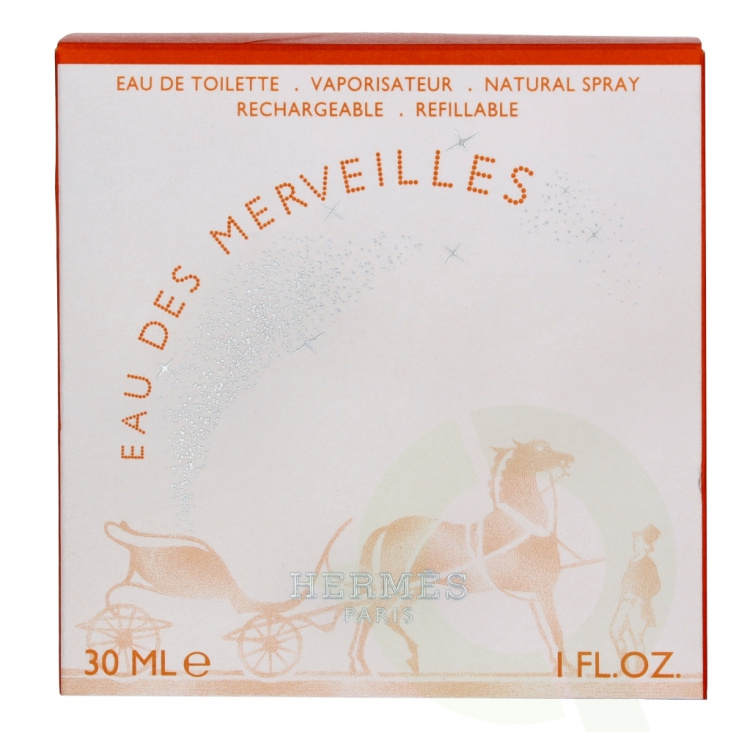 EAU DE TOILETTE . VAPORISATEUR . NATURAL SPRAY
RECHARGEABLE . REFILLABLE
EAU DES MERVEILLES
HERMÈS
PARIS
30 ML e 1 FL.OZ.